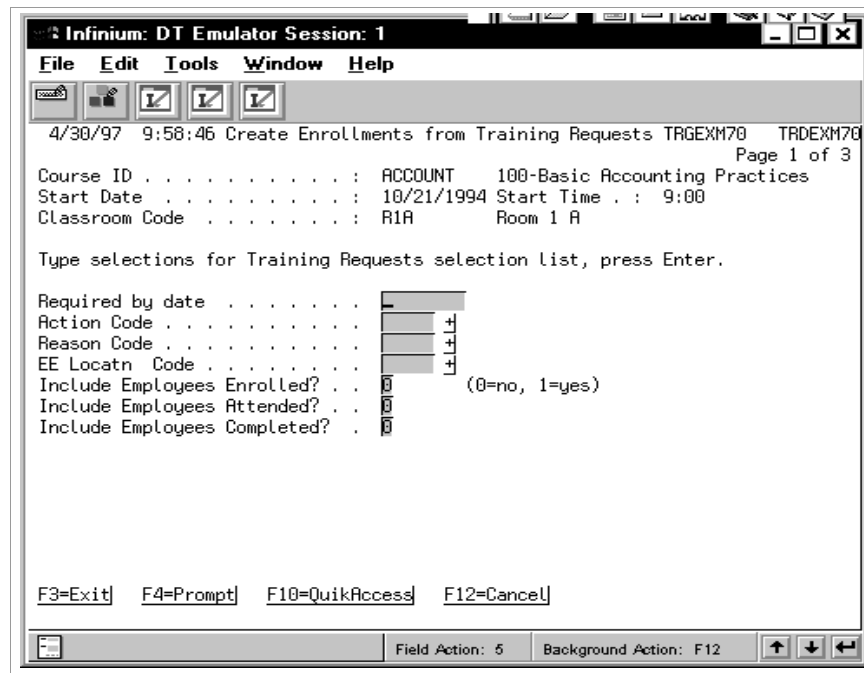 Infinium: DT Emulator Session: 1
File Edit Tools Window Help
4/30/97 9:58:46 Create Enrollments from Training Requests TRGEXM70 TRDEXM70
Page 1 of 3
Course ID . . . . . . . . . . . : ACCOUNT 100-Basic Accounting Practices
Start Date . . . . . . . . . . : 10/21/1994 Start Time . : 9:00
Classroom Code . . . . . . . : R1A Room 1 A
Type selections for Training Requests selection list, press Enter.
Required by date . . . . . . .
Action Code . . . . . . . . . . +
Reason Code . . . . . . . . . . +
EE Locatn Code . . . . . . . . +
Include Employees Enrolled? . . 0 (0=no, 1=yes)
Include Employees Attended? . . 0
Include Employees Completed? . 0
F3=Exit F4=Prompt F10=QuikAccess F12=Cancel
Field Action: 5 Background Action: F12